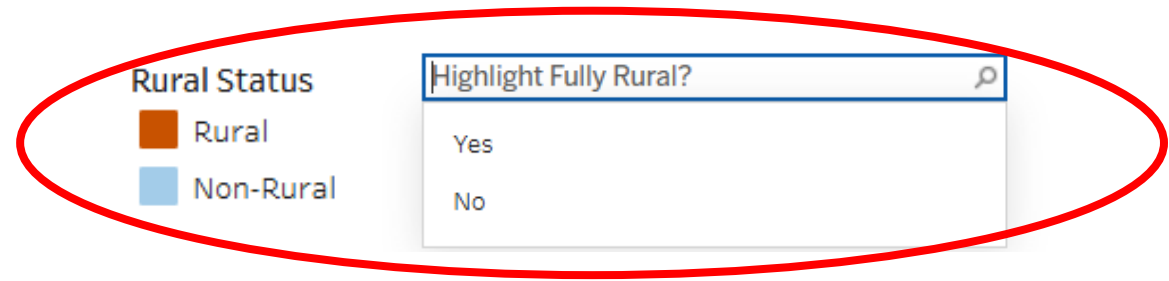 Rural Status
Rural
Non-Rural
Highlight Fully Rural?
Yes
No